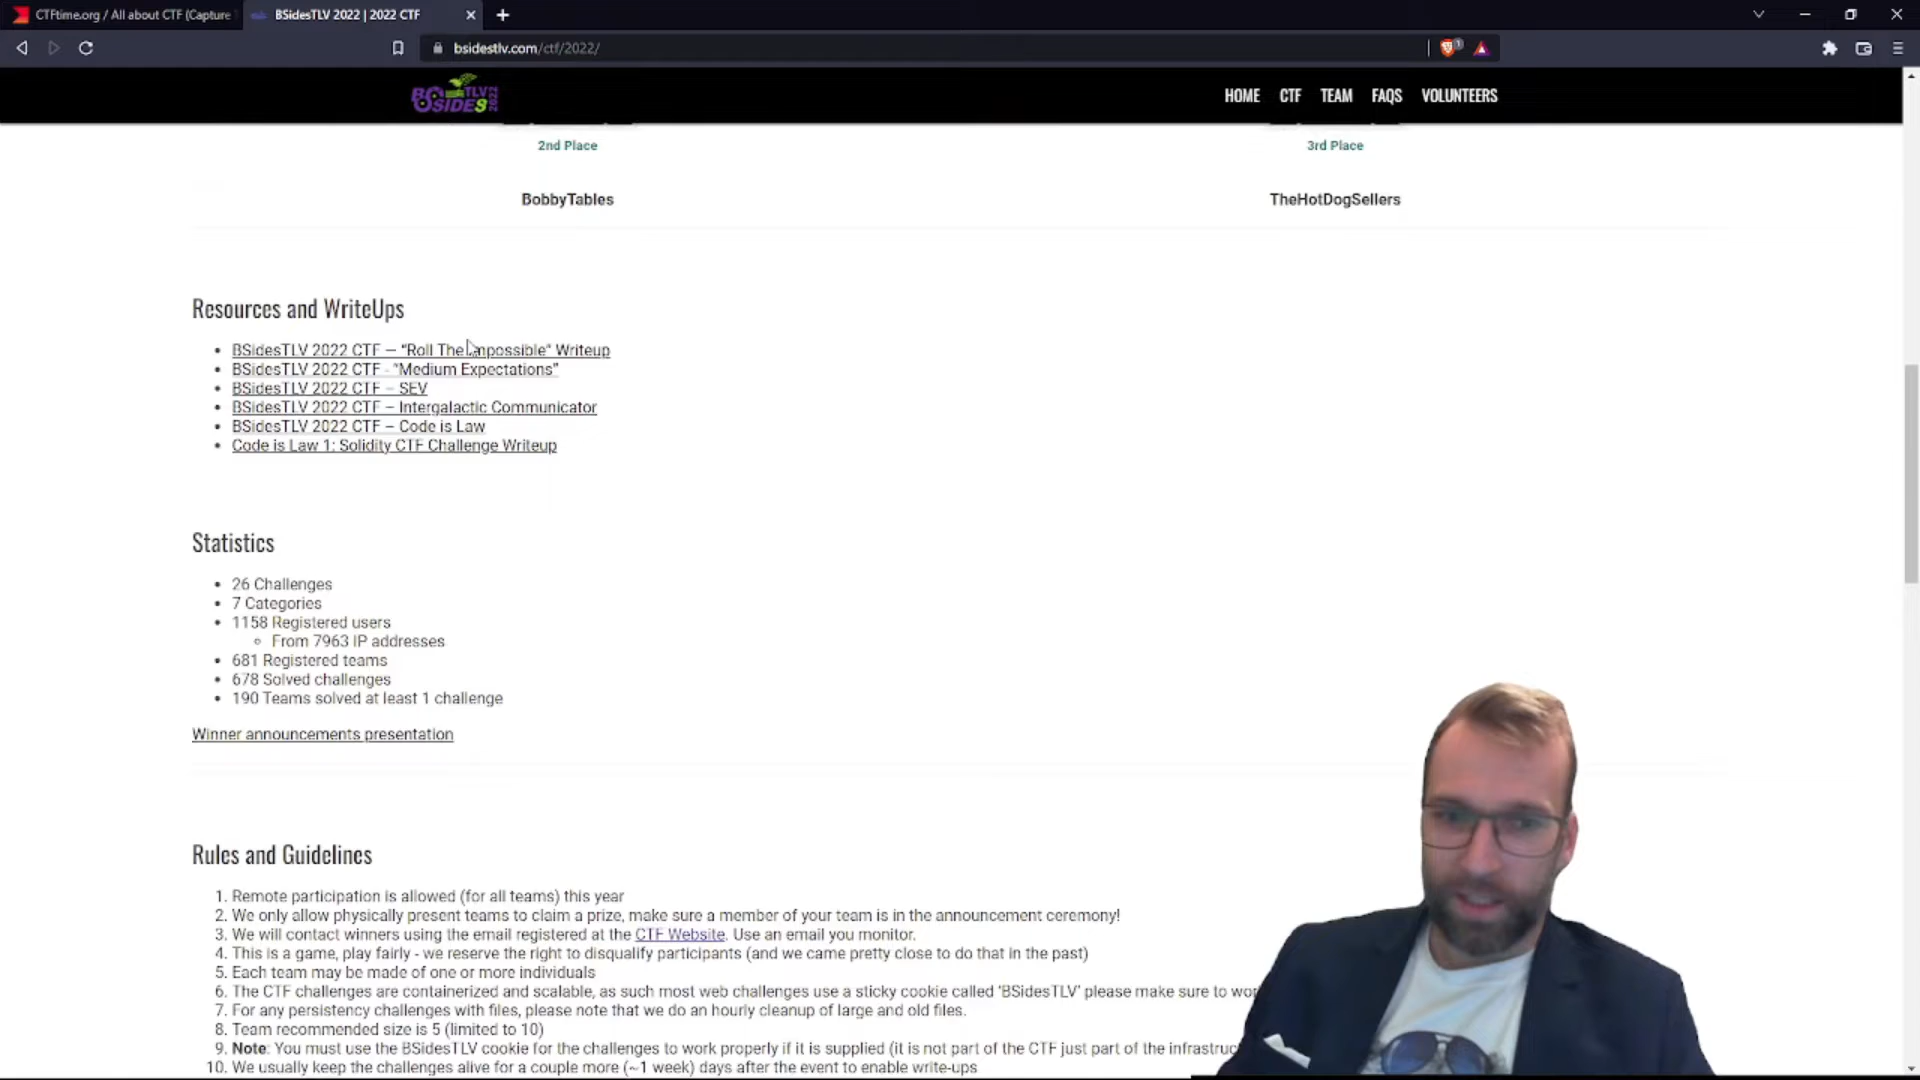 CTFtime.org / All about CTF (Capture
BSidesTLV 2022 | 2022 CTF
bsidestlv.com/ctf/2022/
BSIDES TLV 2022
HOME CTF TEAM FAQS VOLUNTEERS
2nd Place
3rd Place
BobbyTables
TheHotDogSellers
Resources and WriteUps
• BSidesTLV 2022 CTF – “Roll The Impossible” Writeup
• BSidesTLV 2022 CTF - “Medium Expectations”
• BSidesTLV 2022 CTF – SEV
• BSidesTLV 2022 CTF – Intergalactic Communicator
• BSidesTLV 2022 CTF – Code is Law
• Code is Law 1: Solidity CTF Challenge Writeup
Statistics
• 26 Challenges
• 7 Categories
• 1158 Registered users
◦ From 7963 IP addresses
• 681 Registered teams
• 678 Solved challenges
• 190 Teams solved at least 1 challenge
Winner announcements presentation
Rules and Guidelines
1. Remote participation is allowed (for all teams) this year
2. We only allow physically present teams to claim a prize, make sure a member of your team is in the announcement ceremony!
3. We will contact winners using the email registered at the CTF Website. Use an email you monitor.
4. This is a game, play fairly - we reserve the right to disqualify participants (and we came pretty close to do that in the past)
5. Each team may be made of one or more individuals
6. The CTF challenges are containerized and scalable, as such most web challenges use a sticky cookie called 'BSidesTLV' please make sure to wor
7. For any persistency challenges with files, please note that we do an hourly cleanup of large and old files.
8. Team recommended size is 5 (limited to 10)
9. Note: You must use the BSidesTLV cookie for the challenges to work properly if it is supplied (it is not part of the CTF just part of the infrastruc
10. We usually keep the challenges alive for a couple more (~1 week) days after the event to enable write-ups